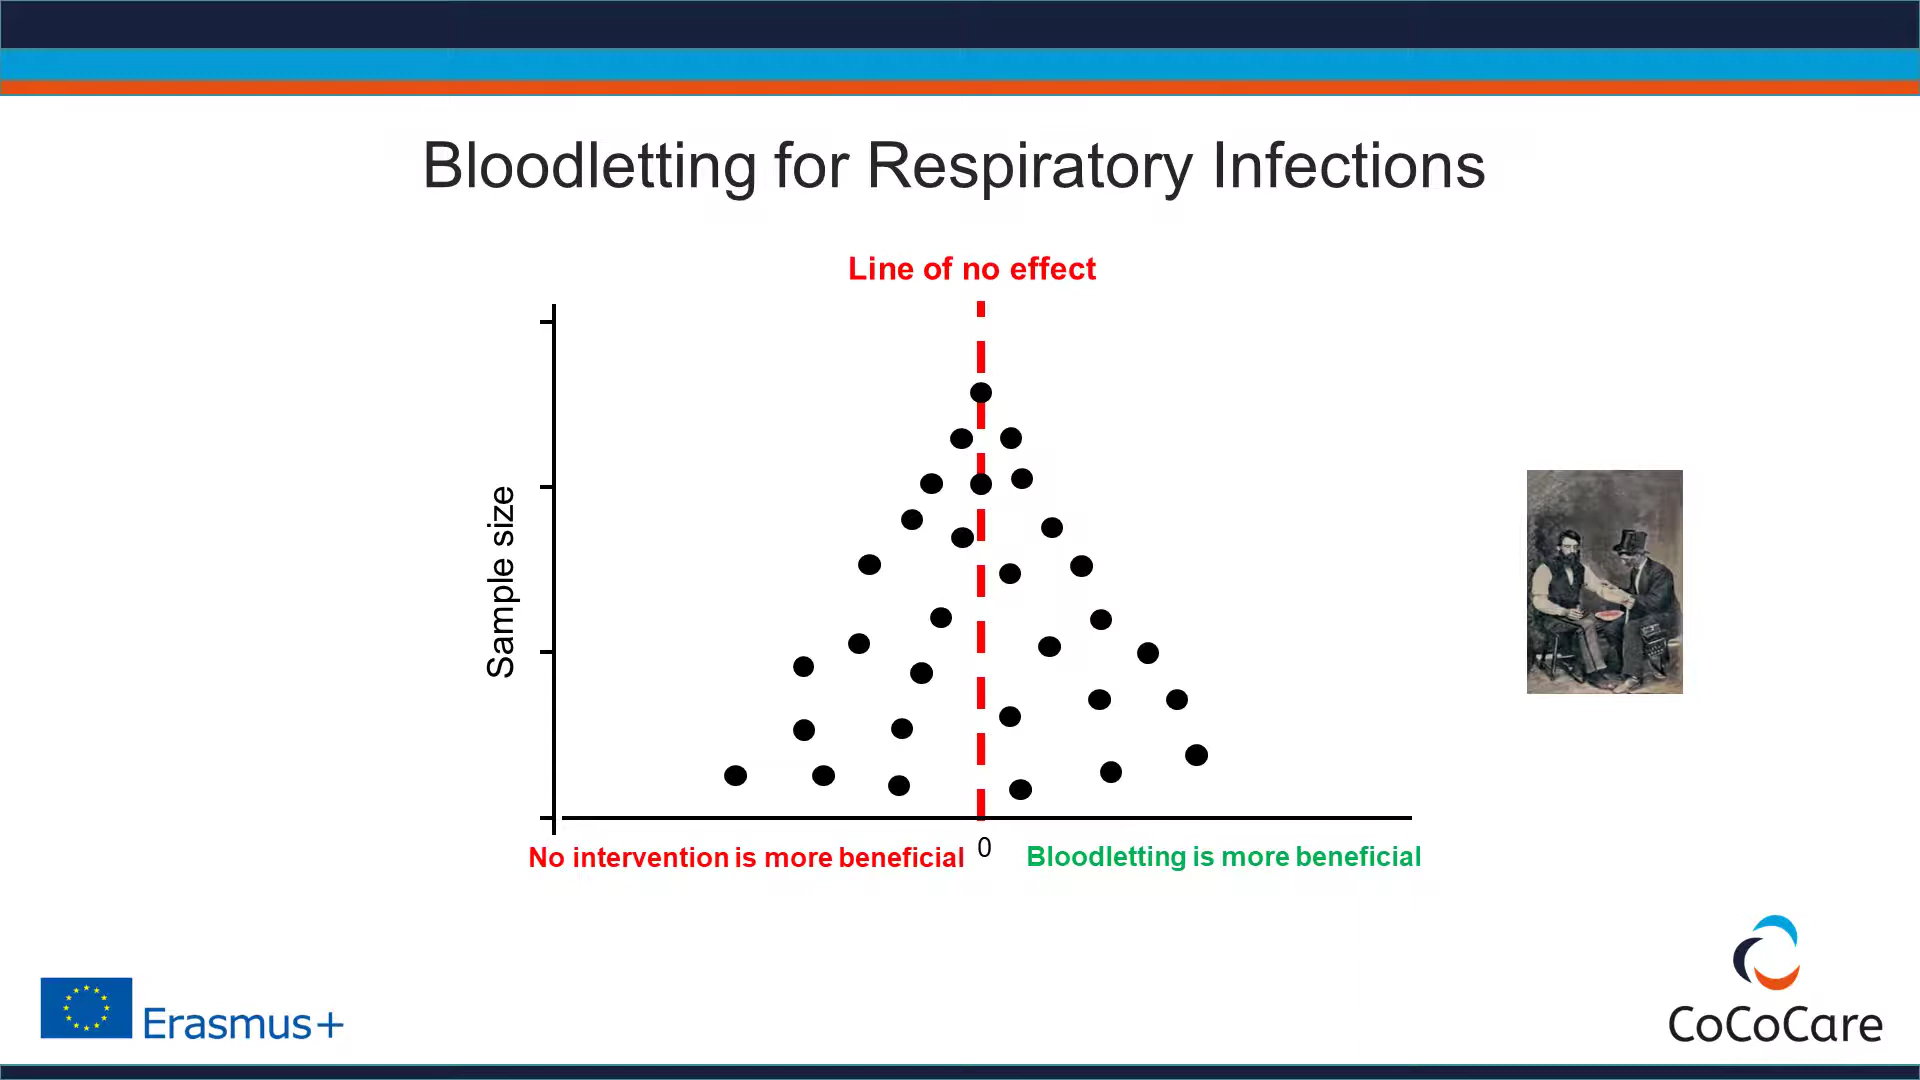 Bloodletting for Respiratory Infections
Line of no effect
Sample size
0
No intervention is more beneficial
Bloodletting is more beneficial
Erasmus+
CoCoCare